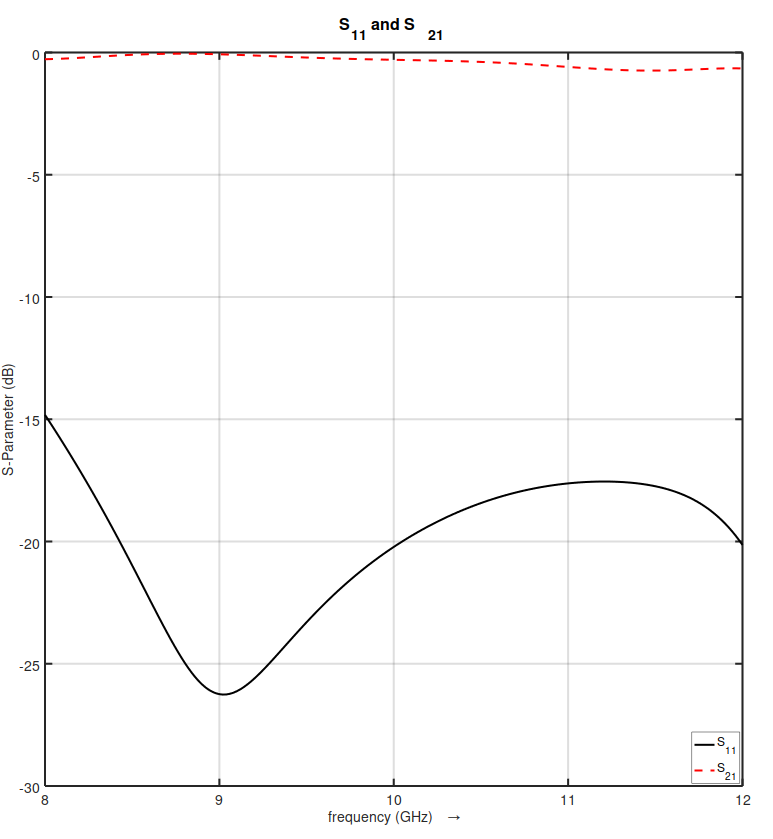 S11 and S 21
0
-5
-10
-15
-20
-25
-30
S-Parameter (dB)
8
9
10
11
12
frequency (GHz) →
S11
S21